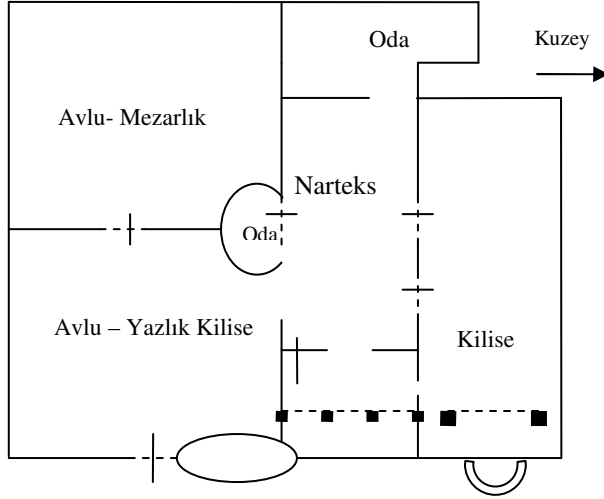 Oda
Kuzey
Avlu- Mezarlık
Narteks
Oda
Avlu – Yazlık Kilise
Kilise